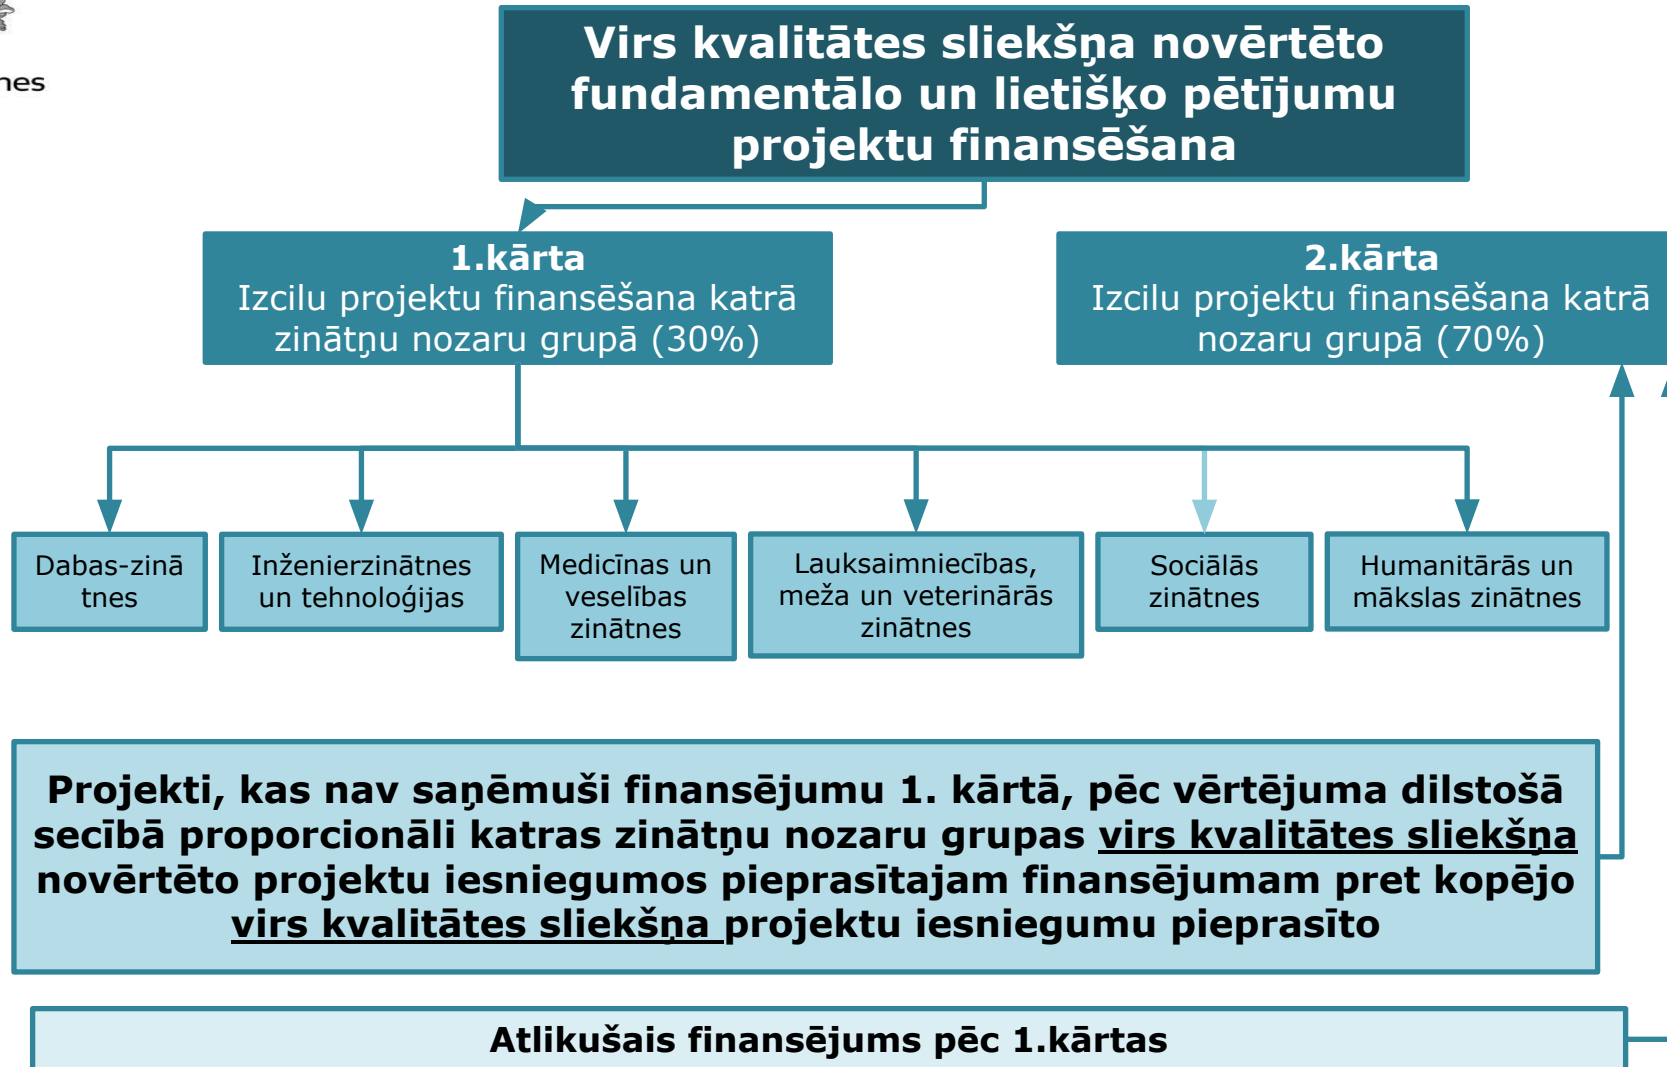 nes
Virs kvalitātes sliekšņa novērtēto
fundamentālo un lietišķo pētījumu
projektu finansēšana
1.kārta
Izcilu projektu finansēšana katrā
zinātņu nozaru grupā (30%)
2.kārta
Izcilu projektu finansēšana katrā
nozaru grupā (70%)
Dabas-zinā
tnes
Inženierzinātnes
un tehnoloģijas
Medicīnas un
veselības
zinātnes
Lauksaimniecības,
meža un veterinārās
zinātnes
Sociālās
zinātnes
Humanitārās un
mākslas zinātnes
Projekti, kas nav saņēmuši finansējumu 1. kārtā, pēc vērtējuma dilstošā
secībā proporcionāli katras zinātņu nozaru grupas virs kvalitātes sliekšņa
novērtēto projektu iesniegumos pieprasītajam finansējumam pret kopējo
virs kvalitātes sliekšņa projektu iesniegumu pieprasīto
Atlikušais finansējums pēc 1.kārtas